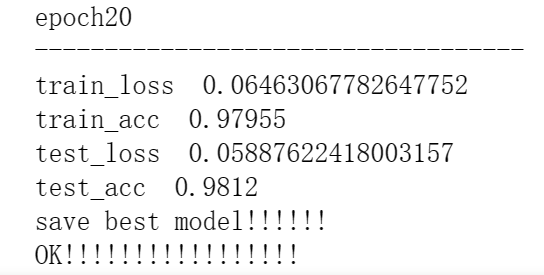 epoch20
-----------------------------------
train_loss  0.06463067782647752
train_acc  0.97955
test_loss  0.05887622418003157
test_acc  0.9812
save best model!!!!!!
OK!!!!!!!!!!!!!!!!!